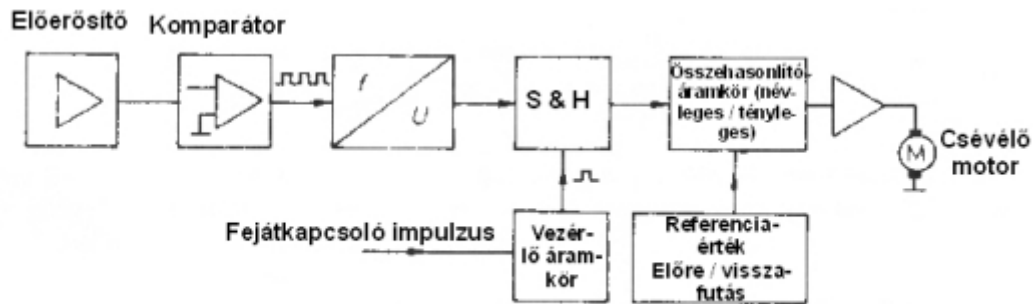 Előerősítő
Komparátor
f
U
S & H
Összehasonlító-
áramkör (név-
leges / tényle-
ges)
M
Csévélő
motor
Fejátkapcsoló impulzus
Vezér-
lő áram-
kör
Referencia-
érték
Előre / vissza-
futás